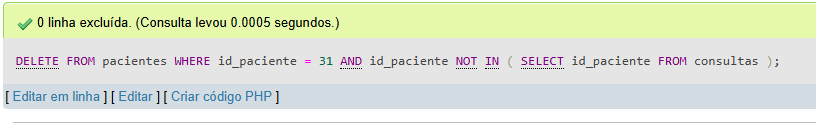 0 linha excluída. (Consulta levou 0.0005 segundos.)
DELETE FROM pacientes WHERE id_paciente = 31 AND id_paciente NOT IN ( SELECT id_paciente FROM consultas );
[ Editar em linha ] [ Editar ] [ Criar código PHP ]